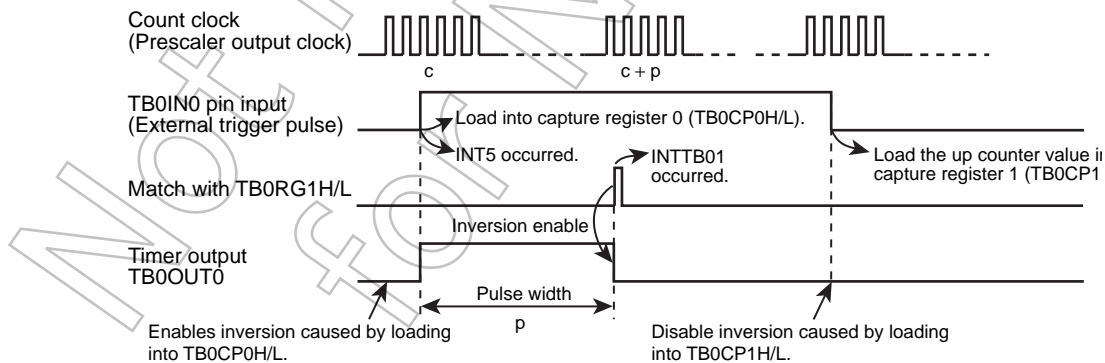 Count clock
(Prescaler output clock)
c
c + p
TB0IN0 pin input
(External trigger pulse)
Load into capture register 0 (TB0CP0H/L).
INT5 occurred.
INTTB01
occurred.
Load the up counter value i
capture register 1 (TB0CP1
Match with TB0RG1H/L
Inversion enable
Timer output
TB0OUT0
Pulse width
p
Enables inversion caused by loading
into TB0CP0H/L.
Disable inversion caused by loading
into TB0CP1H/L.
Not
for